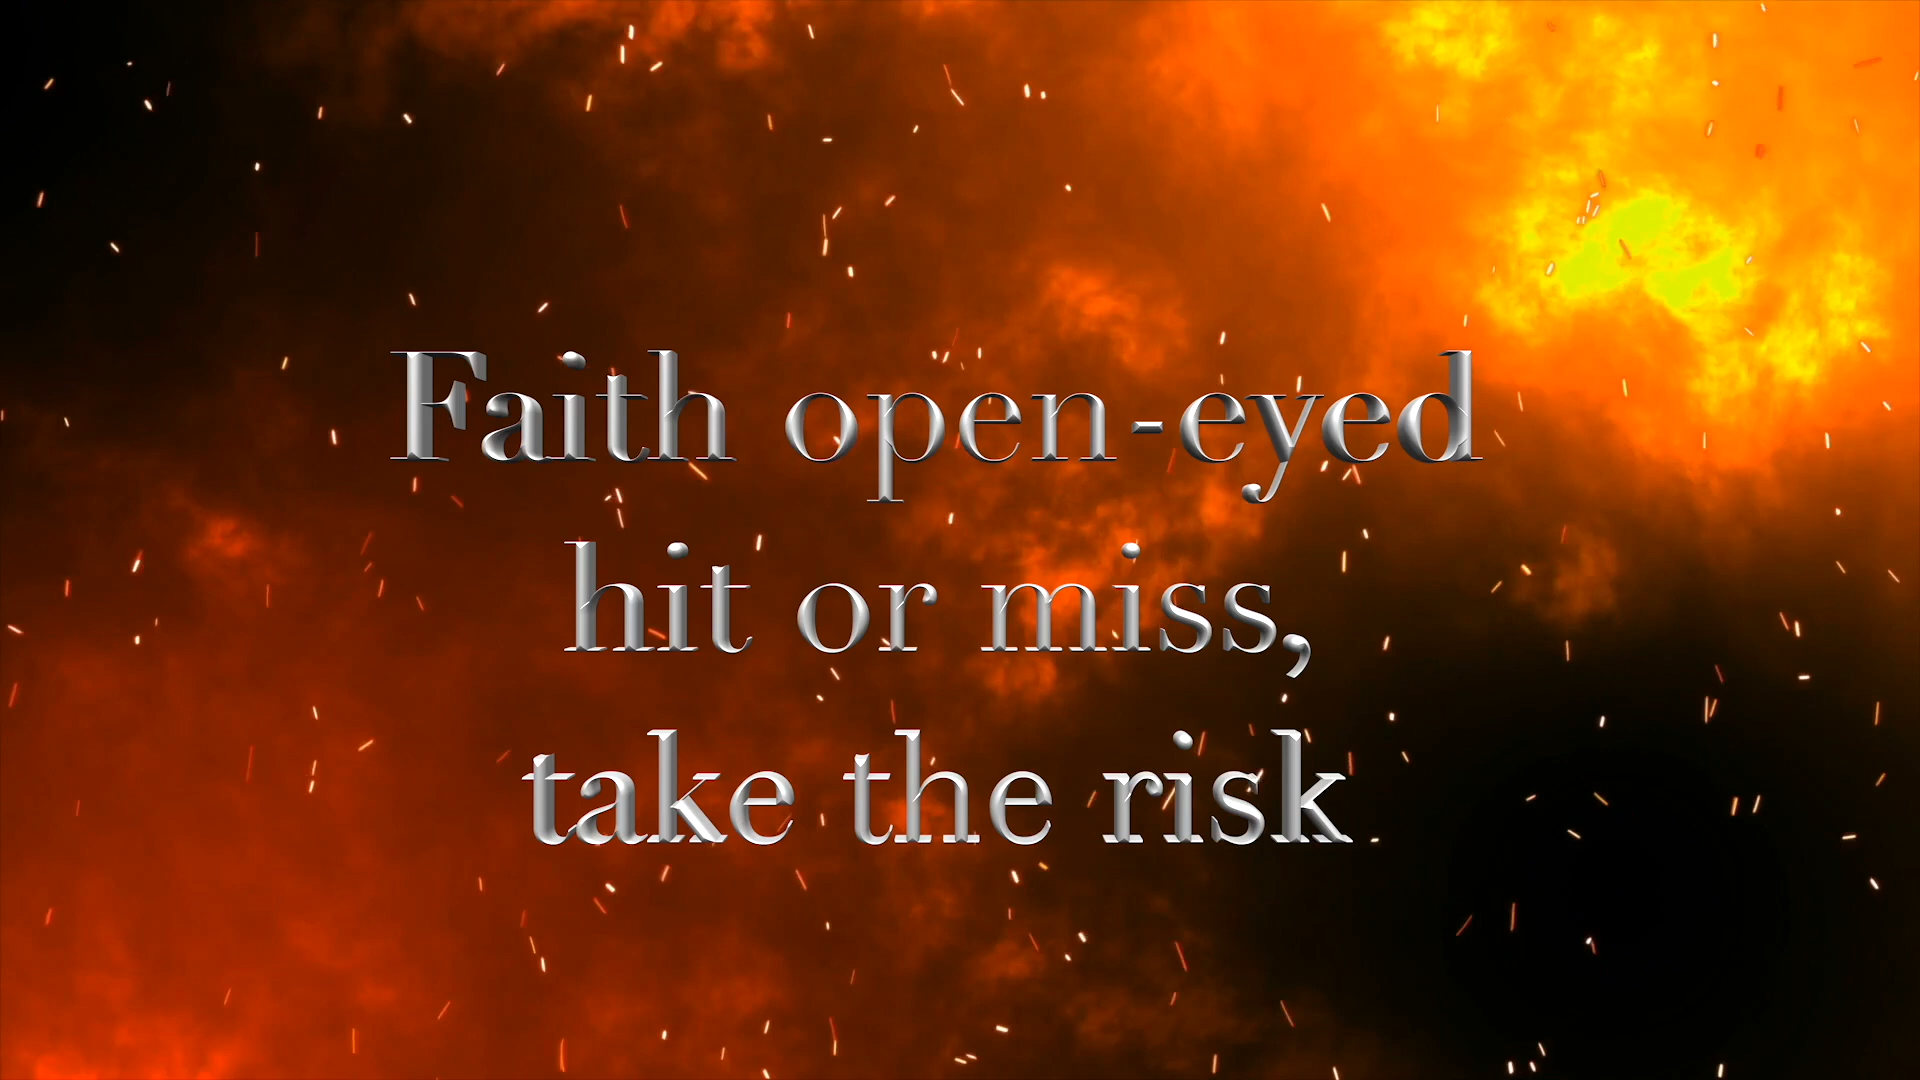 Faith open-eyed
hit or miss,
take the risk